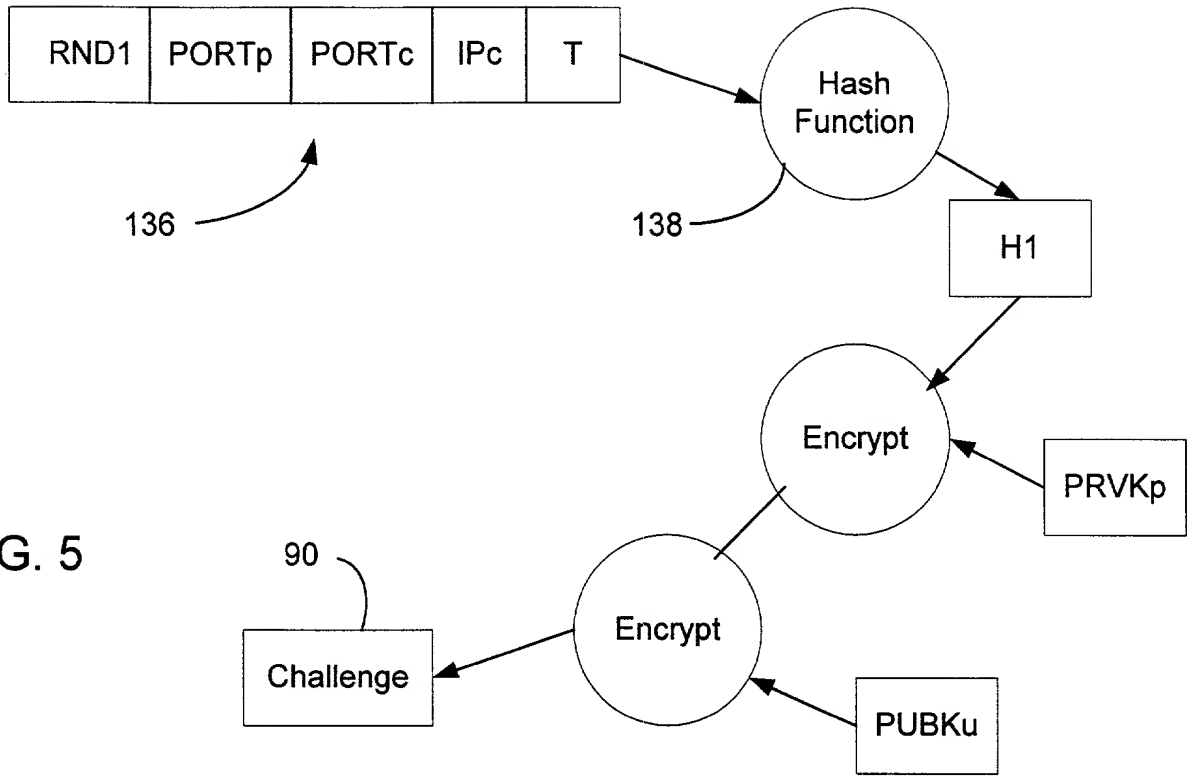 RND1 PORTp PORTc IPc T
Hash
Function
136
138
H1
Encrypt
PRVKp
G. 5
90
Encrypt
Challenge
PUBKu